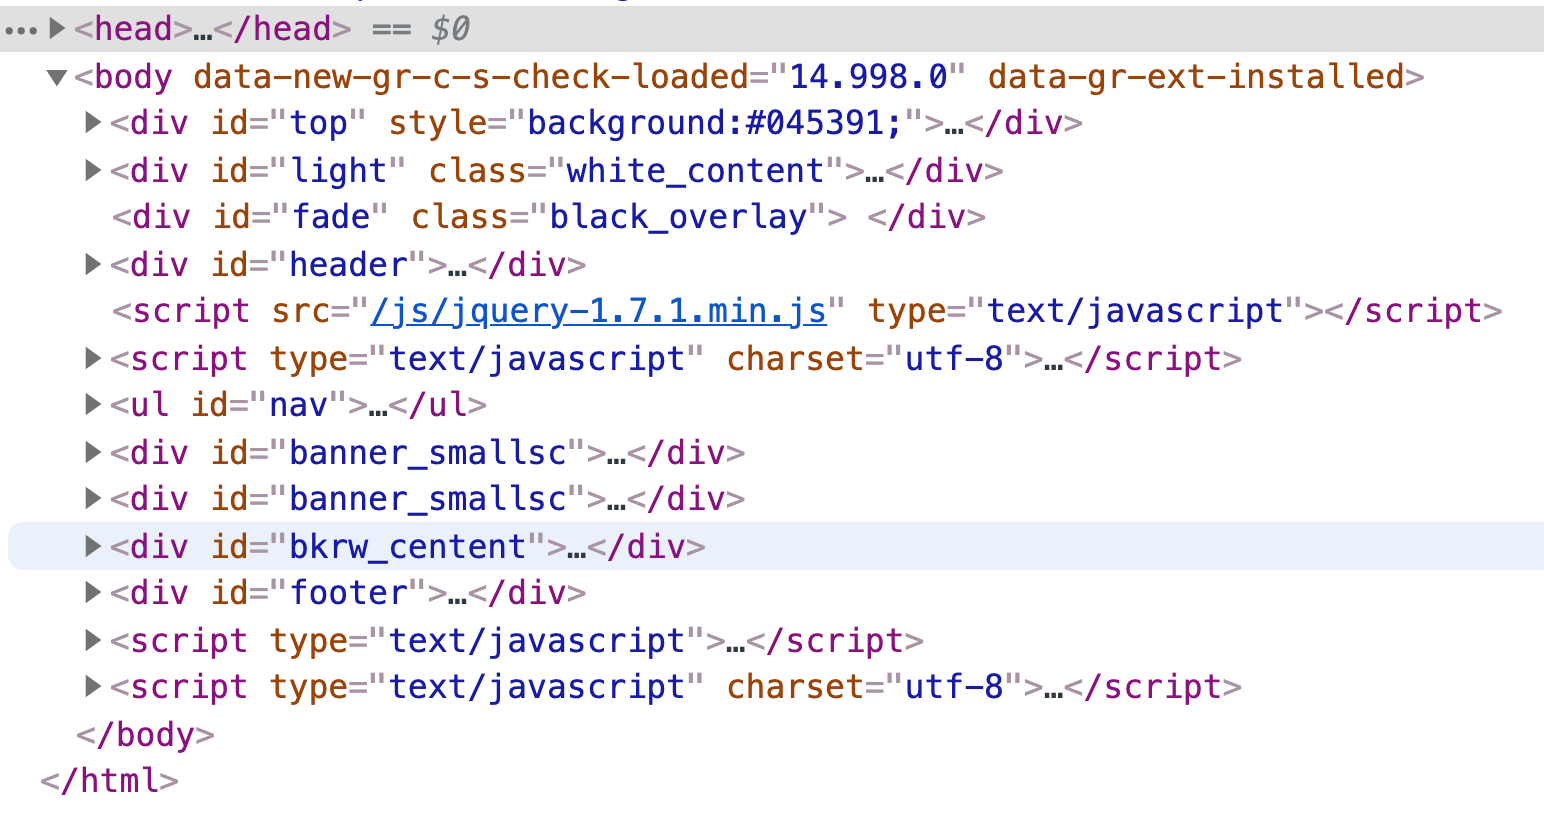 <head>…</head> == $0
<body data-new-gr-c-s-check-loaded="14.998.0" data-gr-ext-installed>
<div id="top" style="background:#045391;">…</div>
<div id="light" class="white_content">…</div>
<div id="fade" class="black_overlay"> </div>
<div id="header">…</div>
<script src="/js/jquery-1.7.1.min.js" type="text/javascript"></script>
<script type="text/javascript" charset="utf-8">…</script>
<ul id="nav">…</ul>
<div id="banner_smallsc">…</div>
<div id="banner_smallsc">…</div>
<div id="bkrw_centent">…</div>
<div id="footer">…</div>
<script type="text/javascript">…</script>
<script type="text/javascript" charset="utf-8">…</script>
</body>
</html>